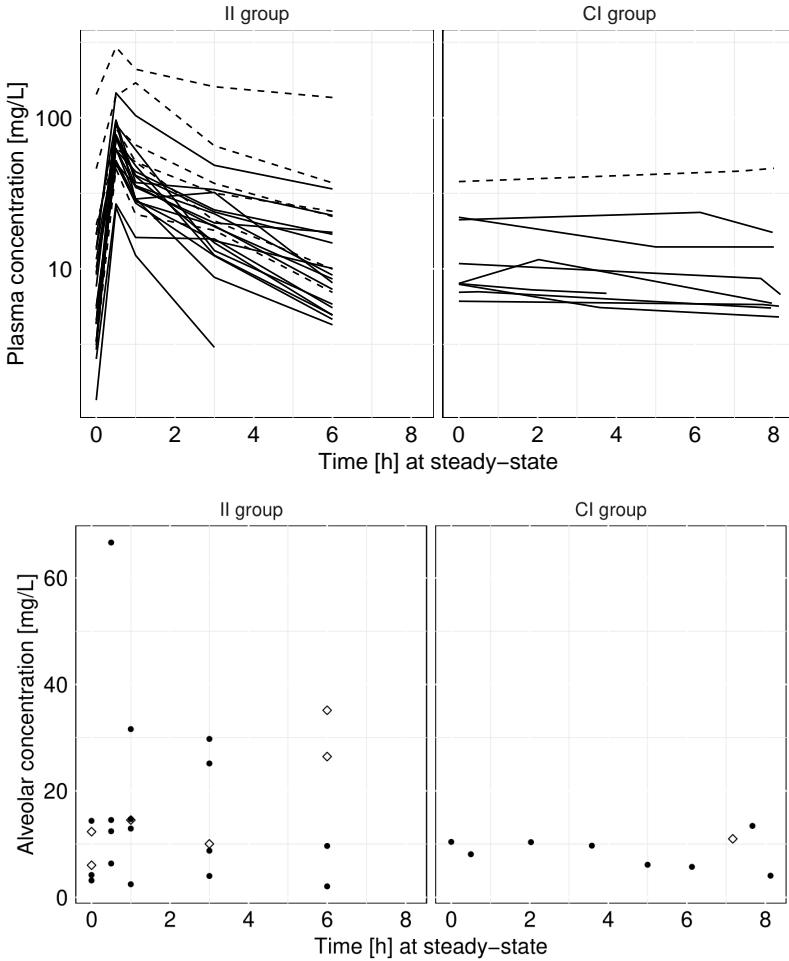 II group
CI group
Plasma concentration [mg/L]
100
10
0 2 4 6 8
0 2 4 6 8
Time [h] at steady−state
II group
CI group
Alveolar concentration [mg/L]
60
40
20
0
0 2 4 6 8
0 2 4 6 8
Time [h] at steady−state